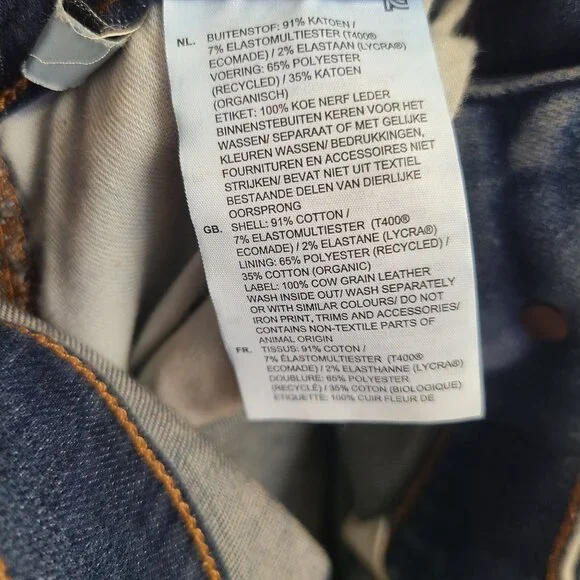 NL. BUITENSTOF: 91% KATOEN /
7% ELASTOMULTIESTER (T400®
ECOMADE) / 2% ELASTAAN (LYCRA®)
VOERING: 65% POLYESTER
(RECYCLED) / 35% KATOEN
(ORGANISCH)
ETIKET: 100% KOE NERF LEDER
BINNENSTEBUITEN KEREN VOOR HET
WASSEN/ SEPARAAT OF MET GELIJKE
KLEUREN WASSEN/ BEDRUKKINGEN,
FOURNITUREN EN ACCESSOIRES NIET
STRIJKEN/ BEVAT NIET UIT TEXTIEL
BESTAANDE DELEN VAN DIERLIJKE
OORSPRONG
GB. SHELL: 91% COTTON /
7% ELASTOMULTIESTER (T400®
ECOMADE) / 2% ELASTANE (LYCRA®)
LINING: 65% POLYESTER (RECYCLED) /
35% COTTON (ORGANIC)
LABEL: 100% COW GRAIN LEATHER
WASH INSIDE OUT/ WASH SEPARATELY
OR WITH SIMILAR COLOURS/ DO NOT
IRON PRINT, TRIMS AND ACCESSORIES/
CONTAINS NON-TEXTILE PARTS OF
ANIMAL ORIGIN
FR. TISSUS: 91% COTON /
7% ÉLASTOMULTIESTER (T400®
ECOMADE) / 2% ÉLASTHANNE (LYCRA®)
DOUBLURE: 65% POLYESTER
(RECYCLÉ) / 35% COTON (BIOLOGIQUE)
ETIQUETTE: 100% CUIR FLEUR DE